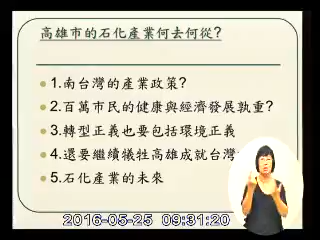 高雄市的石化產業何去何從?
1.南台灣的產業政策?
2.百萬市民的健康與經濟發展孰重?
3.轉型正義也要包括環境正義
4.還要繼續犧牲高雄成就台灣
5.石化產業的未來
2016-05-25 09:31:20